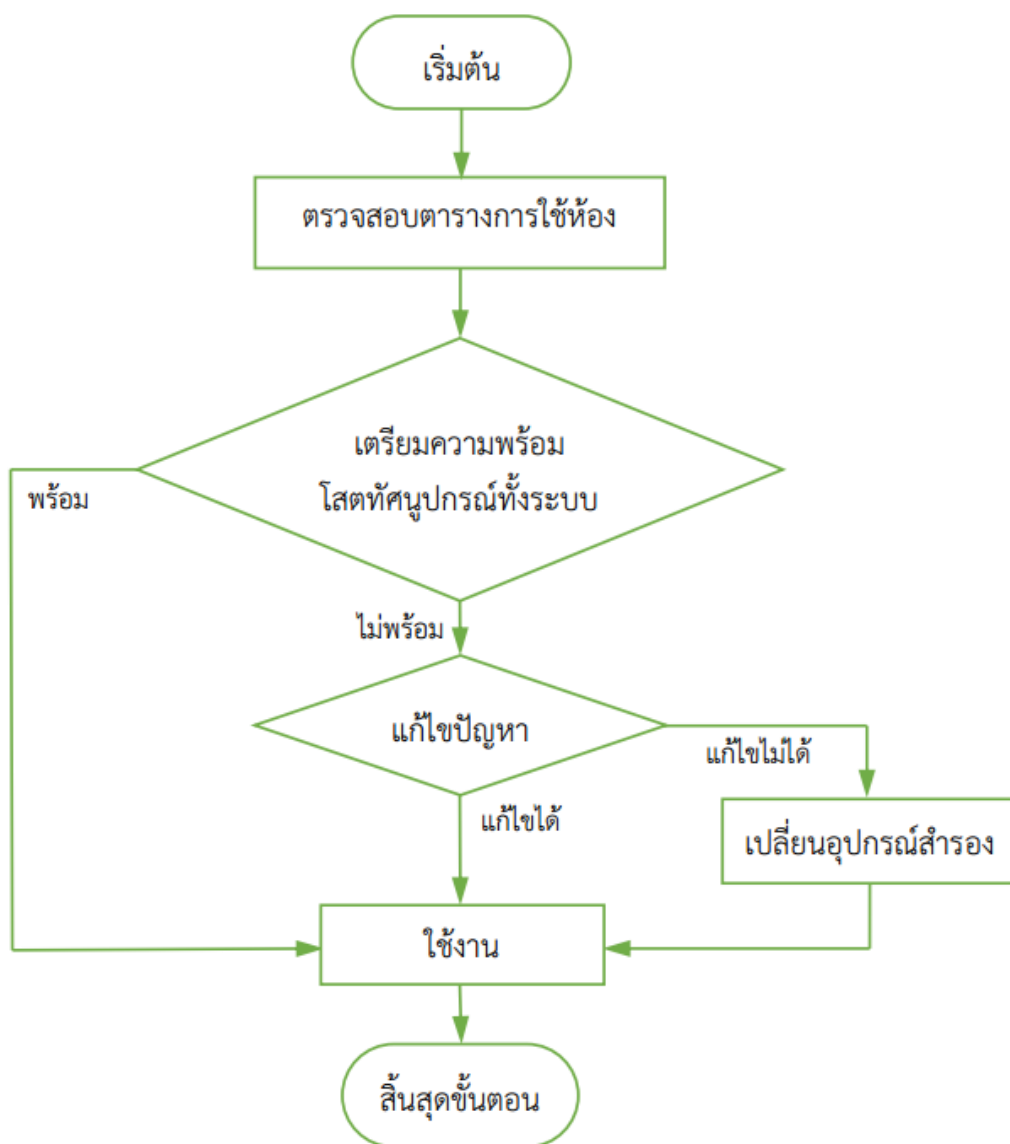 เริ่มต้น
ตรวจสอบตารางการใช้ห้อง
เตรียมความพร้อม
โสตทัศนูปกรณ์ทั้งระบบ
พร้อม
ไม่พร้อม
แก้ไขปัญหา
แก้ไขไม่ได้
แก้ไขได้
เปลี่ยนอุปกรณ์สำรอง
ใช้งาน
สิ้นสุดขั้นตอน